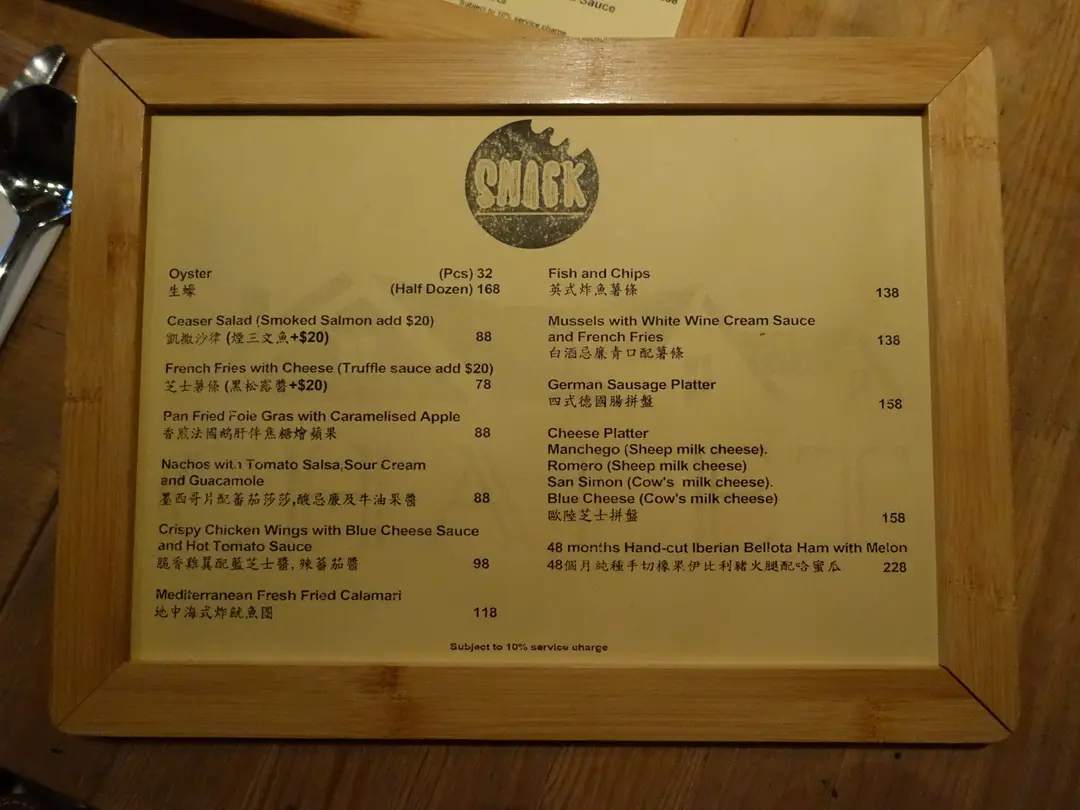 Sauce
Subject to 10% service charge
SNACK
Oyster (Pcs) 32
生蠔 (Half Dozen) 168
Ceaser Salad (Smoked Salmon add $20)
凱撒沙律 (煙三文魚+$20) 88
French Fries with Cheese (Truffle sauce add $20)
芝士薯條 (黑松露醬+$20) 78
Pan Fried Foie Gras with Caramelised Apple
香煎法國鵝肝伴焦糖燴蘋果 88
Nachos with Tomato Salsa,Sour Cream
and Guacamole
墨西哥片配蕃茄莎莎,酸忌廉及牛油果醬 88
Crispy Chicken Wings with Blue Cheese Sauce
and Hot Tomato Sauce
脆香雞翼配藍芝士醬, 辣蕃茄醬 98
Mediterranean Fresh Fried Calamari
地中海式炸魷魚圈 118
Fish and Chips
英式炸魚薯條 138
Mussels with White Wine Cream Sauce
and French Fries 138
白酒忌廉青口配薯條
German Sausage Platter
四式德國腸拼盤 158
Cheese Platter
Manchego (Sheep milk cheese).
Romero (Sheep milk cheese)
San Simon (Cow's milk cheese).
Blue Cheese (Cow's milk cheese)
歐陸芝士拼盤 158
48 months Hand-cut Iberian Bellota Ham with Melon
48個月純種手切橡果伊比利豬火腿配哈蜜瓜 228
Subject to 10% service charge